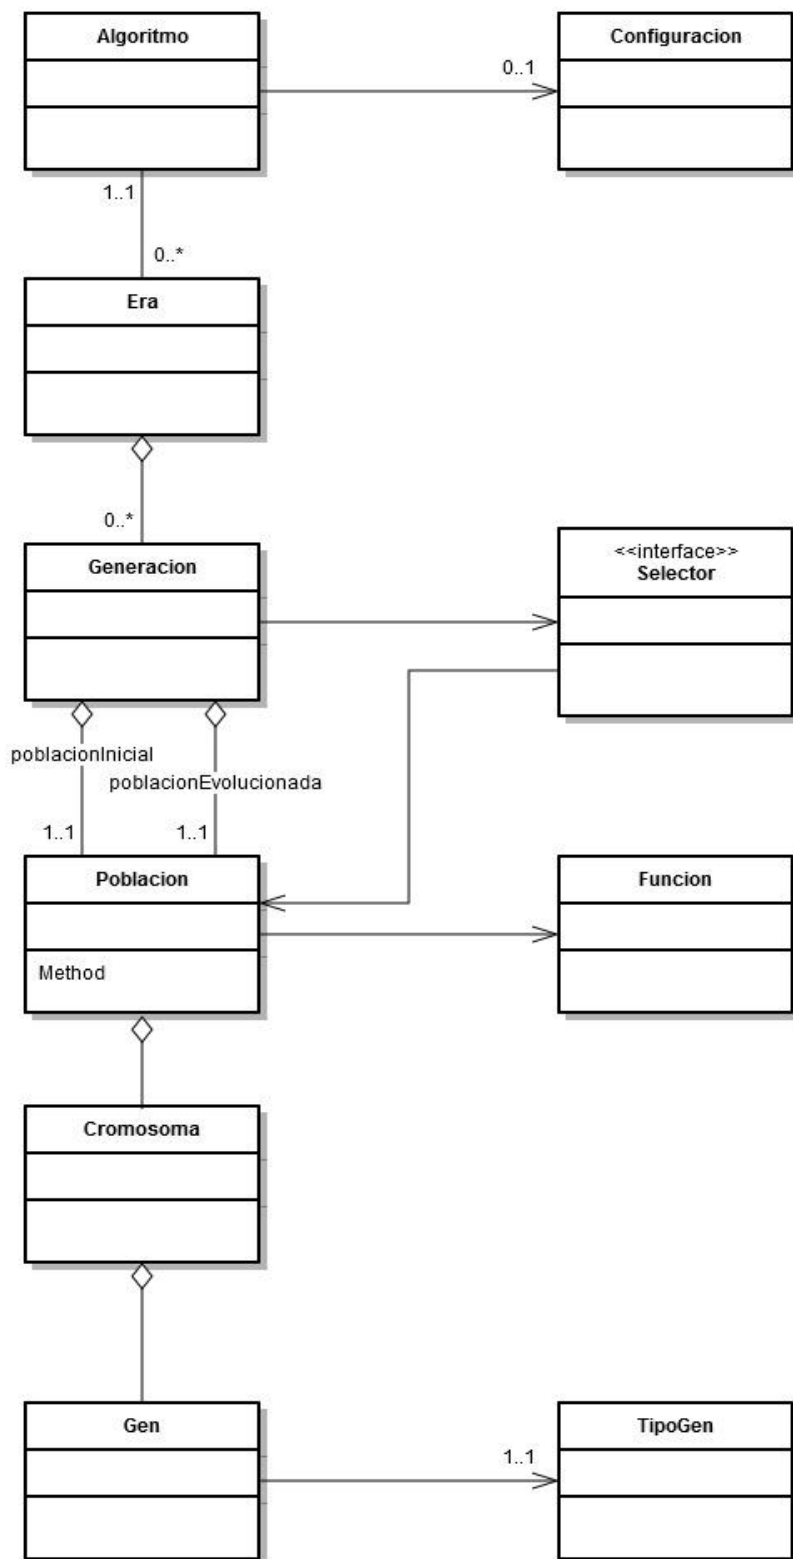 Algoritmo
Configuracion
0..1
1..1
0..*
Era
0..*
Generacion
<<interface>>
Selector
poblacionInicial
poblacionEvolucionada
1..1
1..1
Poblacion
Funcion
Method
Cromosoma
Gen
TipoGen
1..1